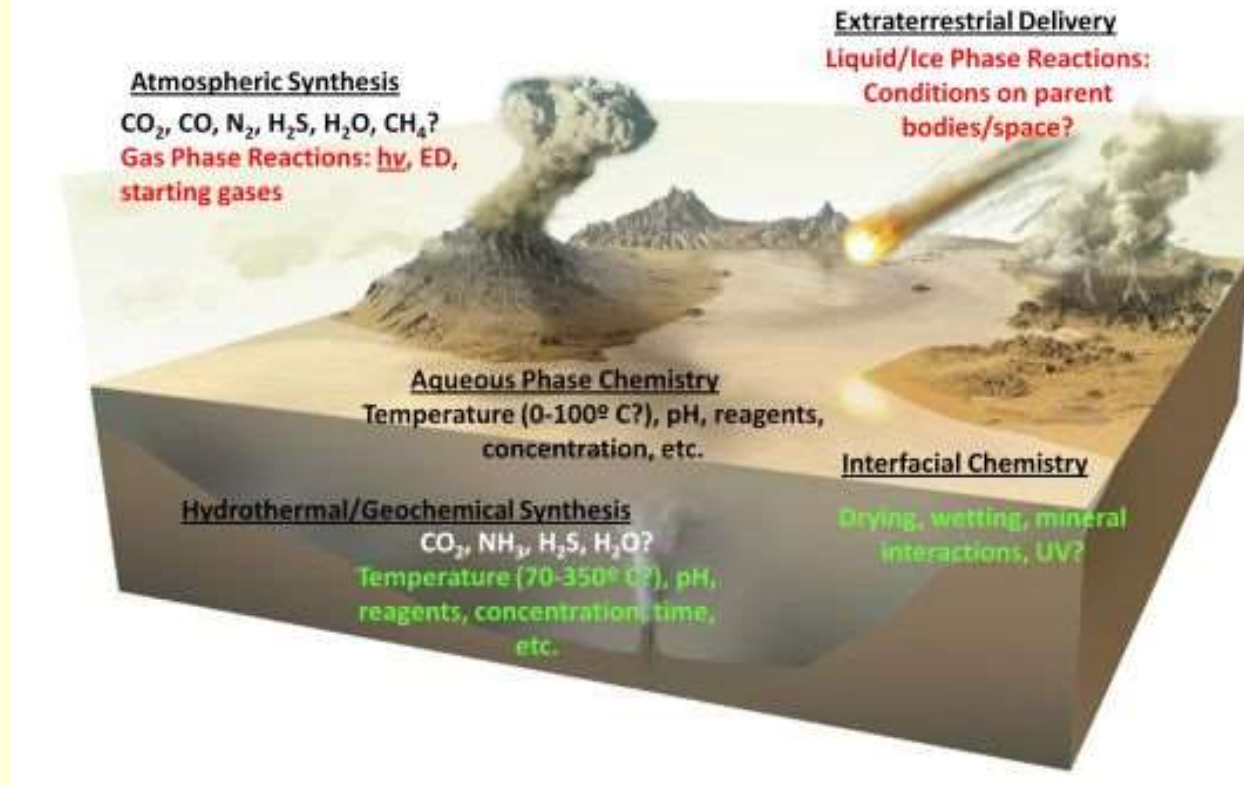 Atmospheric Synthesis
CO₂, CO, N₂, H₂S, H₂O, CH₄?
Gas Phase Reactions: hv, ED,
starting gases
Extraterrestrial Delivery
Liquid/Ice Phase Reactions:
Conditions on parent
bodies/space?
Aqueous Phase Chemistry
Temperature (0-100º C?), pH, reagents,
concentration, etc.
Interfacial Chemistry
Drying, wetting, mineral
interactions, UV?
Hydrothermal/Geochemical Synthesis
CO₂, NH₃, H₂S, H₂O?
Temperature (70-350º C?), pH,
reagents, concentration, time,
etc.